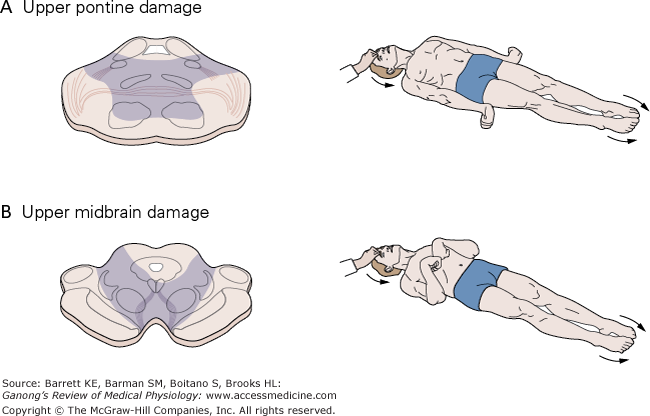 A Upper pontine damage
B Upper midbrain damage
Source: Barrett KE, Barman SM, Boitano S, Brooks HL:
Ganong's Review of Medical Physiology: www.accessmedicine.com
Copyright © The McGraw-Hill Companies, Inc. All rights reserved.